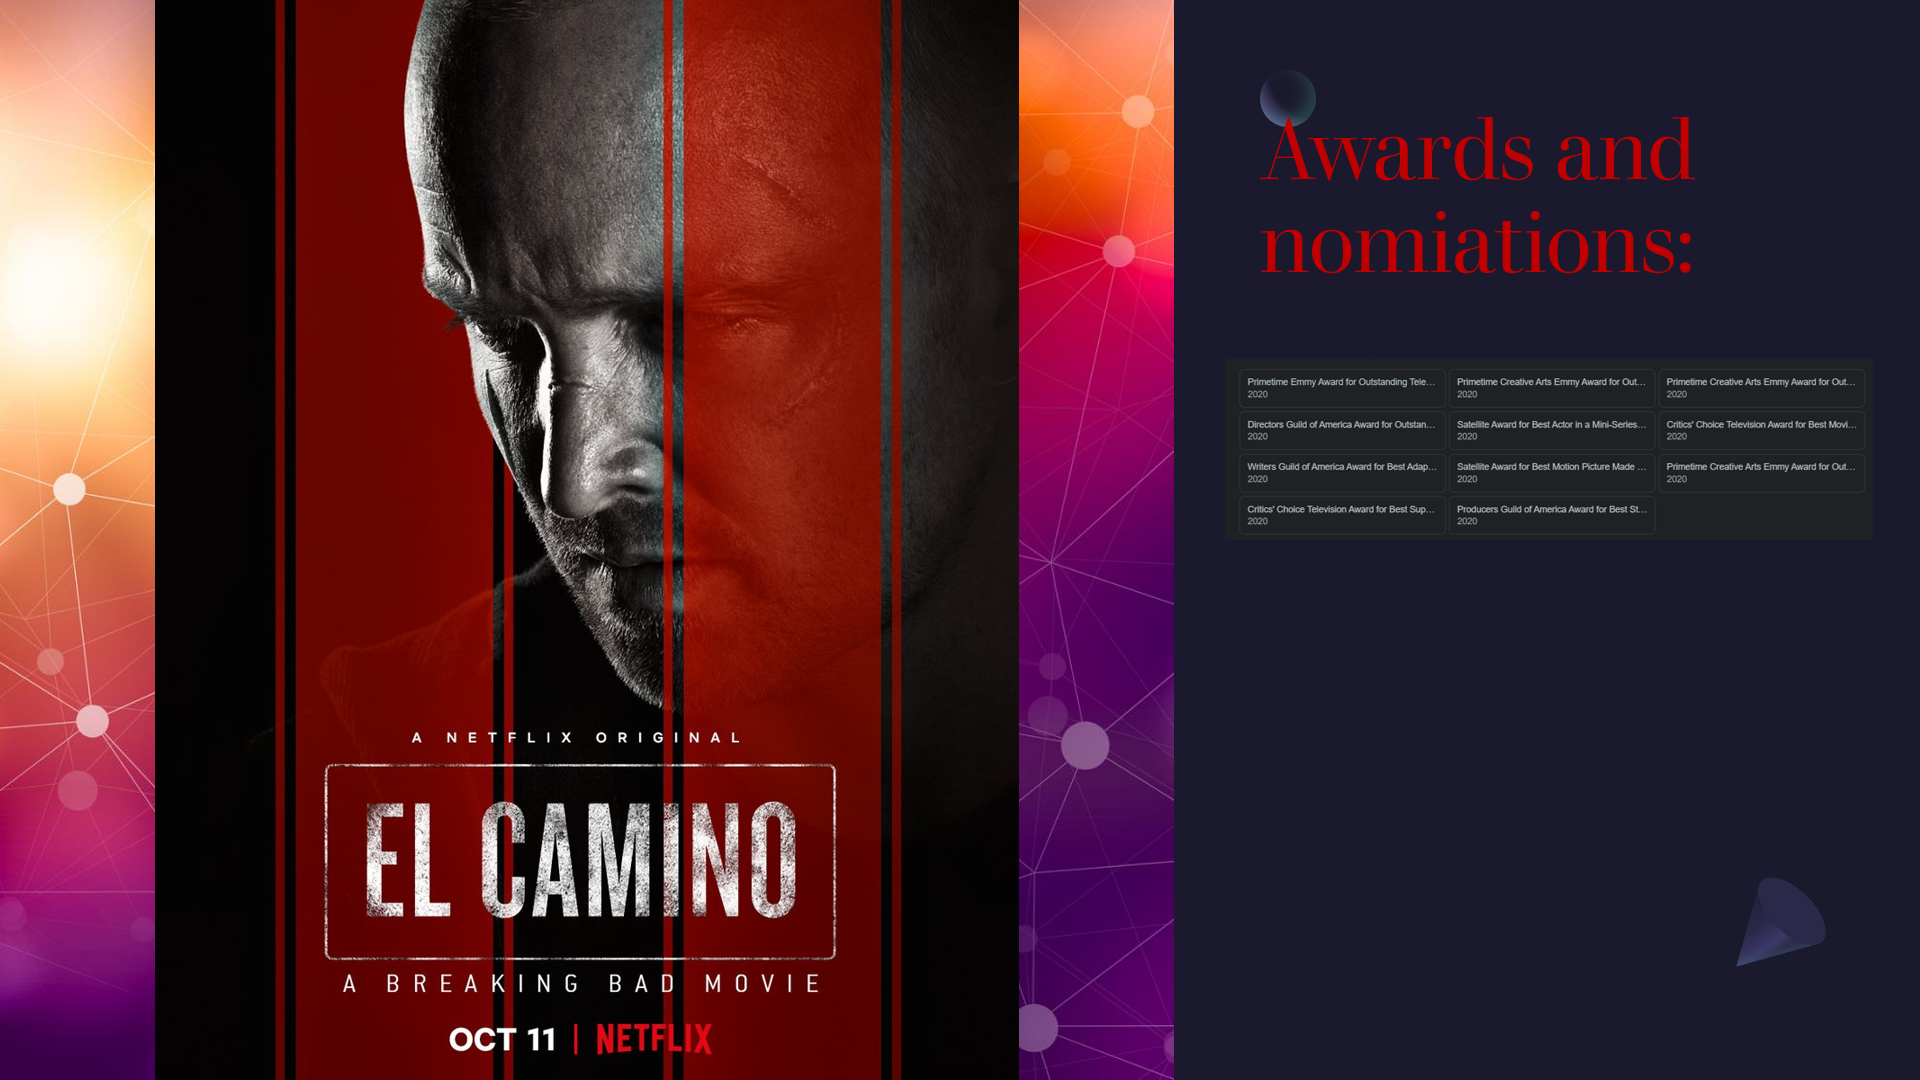 A NETFLIX ORIGINAL
EL CAMINO
A BREAKING BAD MOVIE
OCT 11 | NETFLIX
Awards and
nomiations:
Primetime Emmy Award for Outstanding Tele...
2020
Primetime Creative Arts Emmy Award for Out...
2020
Primetime Creative Arts Emmy Award for Out...
2020
Directors Guild of America Award for Outstan...
2020
Satellite Award for Best Actor in a Mini-Series...
2020
Critics' Choice Television Award for Best Movi...
2020
Writers Guild of America Award for Best Adap...
2020
Satellite Award for Best Motion Picture Made ...
2020
Primetime Creative Arts Emmy Award for Out...
2020
Critics' Choice Television Award for Best Sup...
2020
Producers Guild of America Award for Best St...
2020